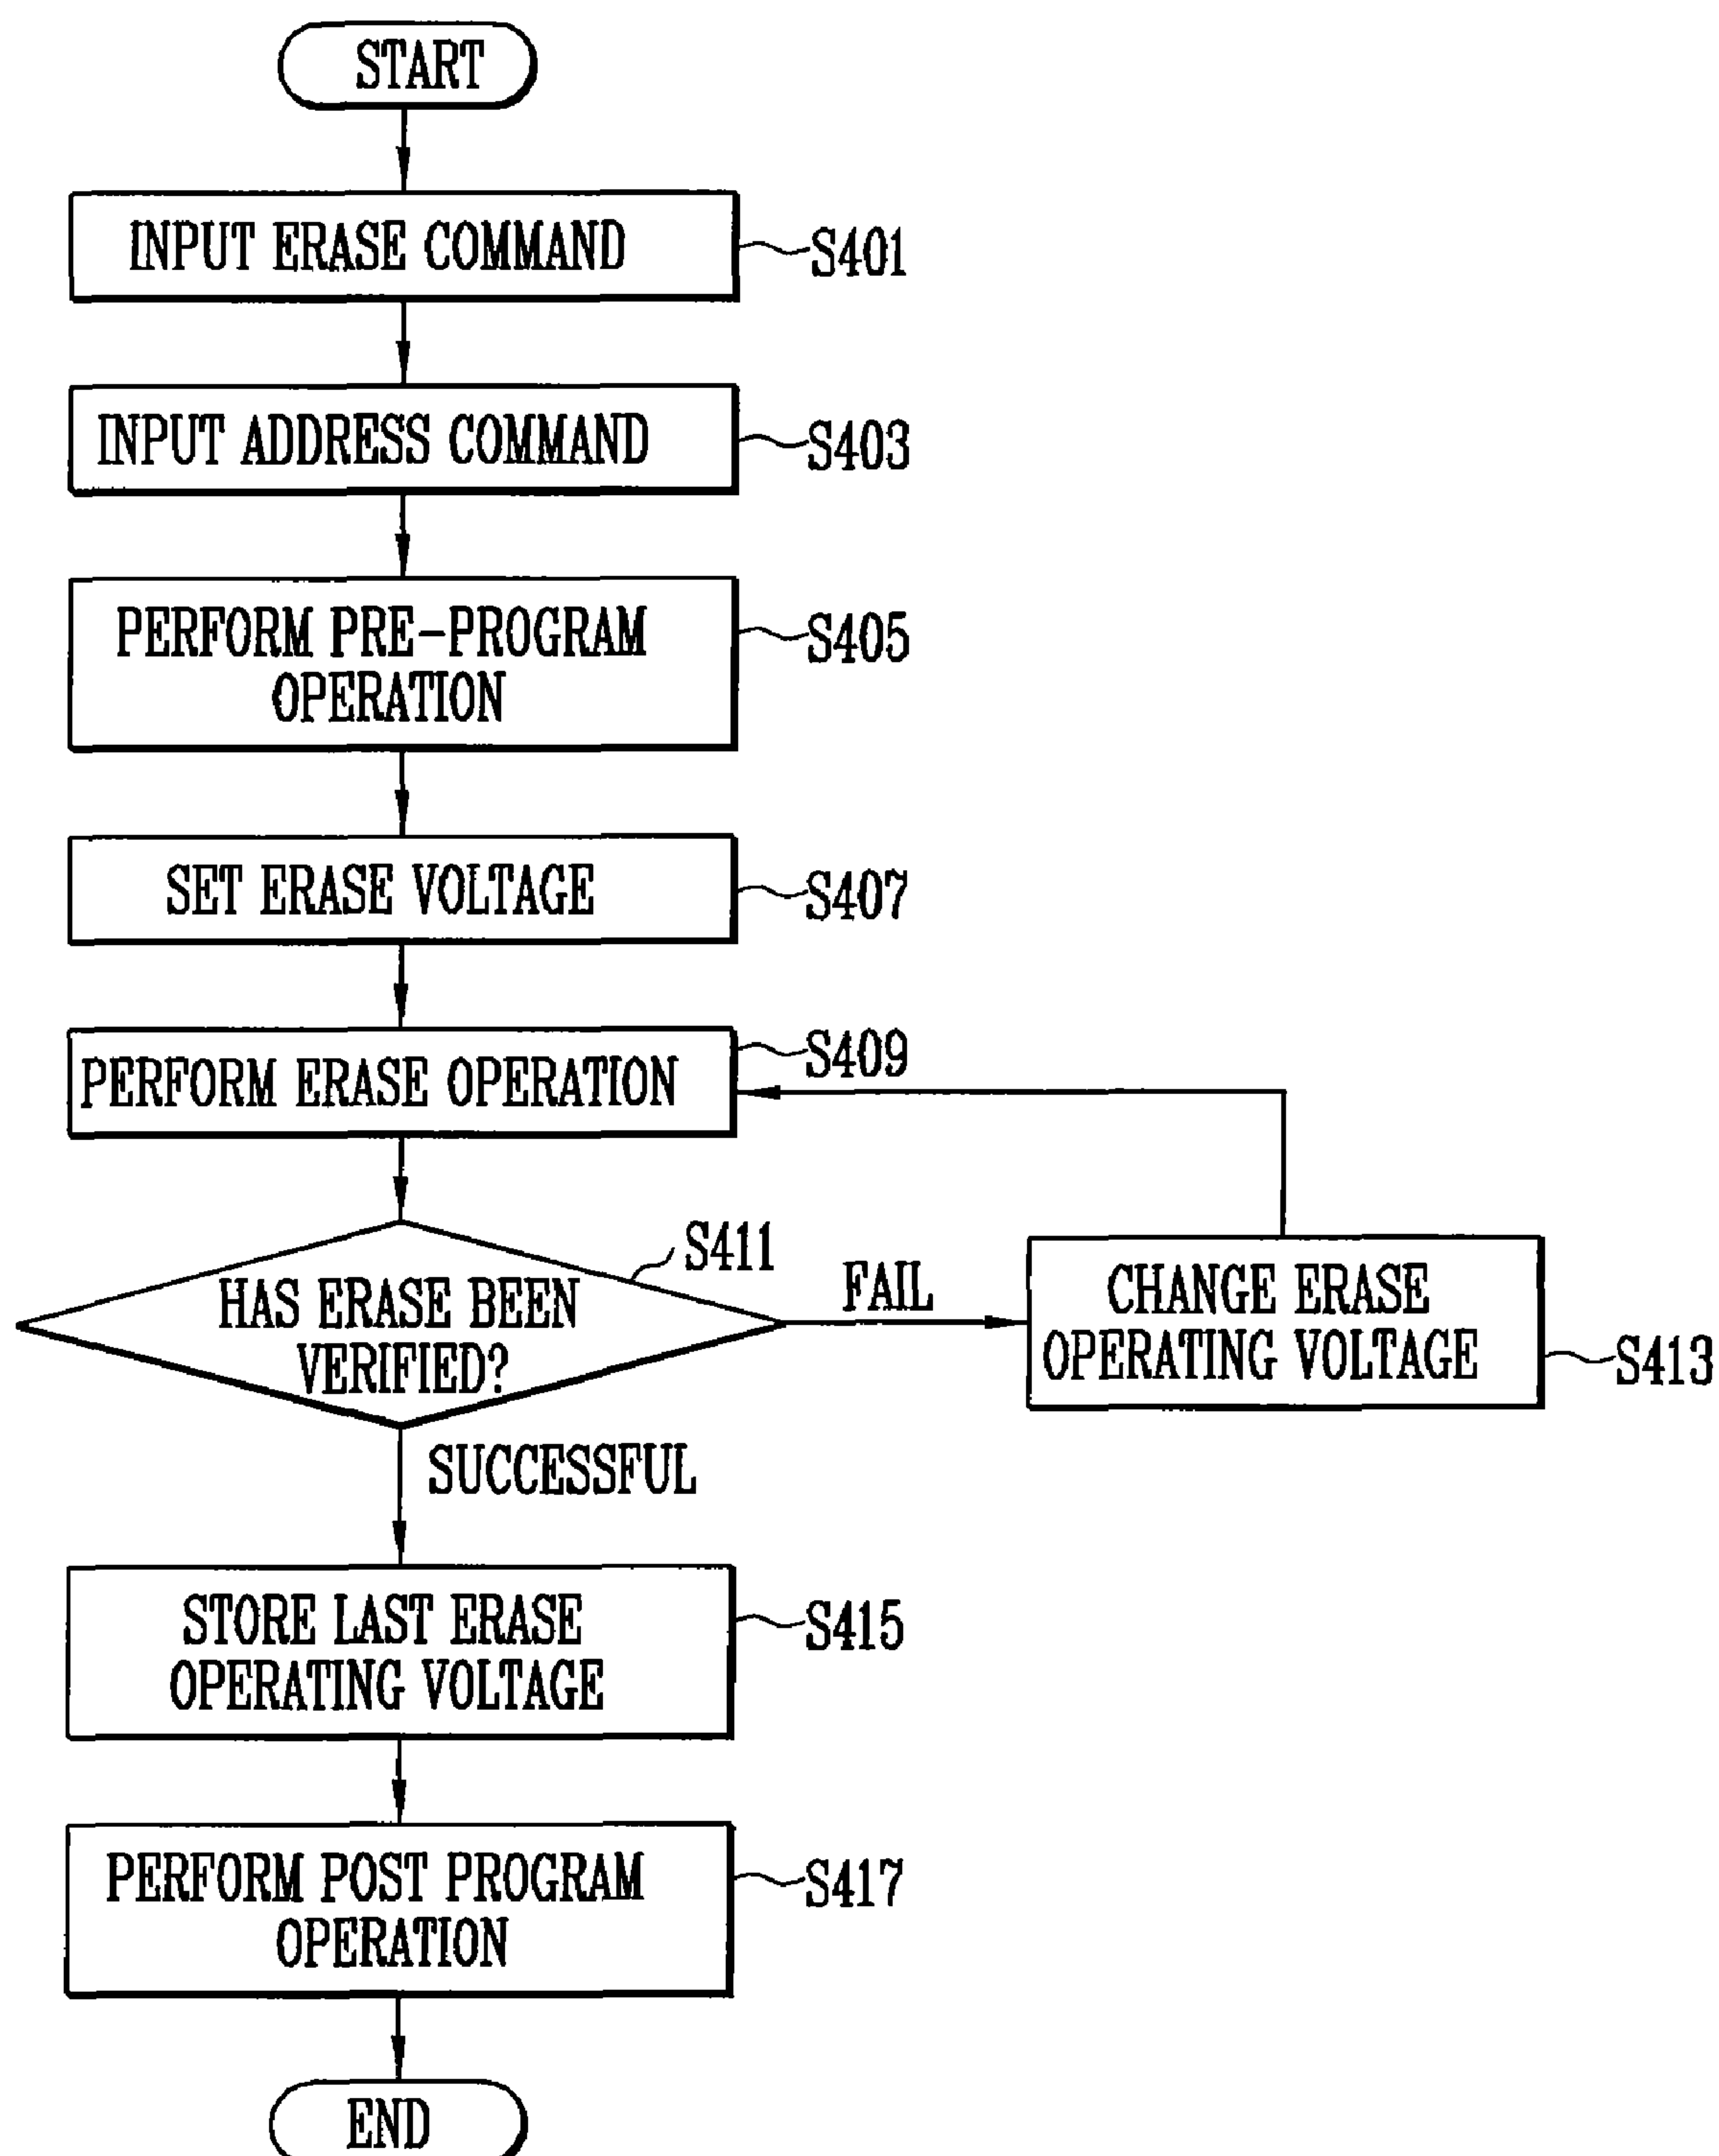 START
INPUT ERASE COMMAND
S401
INPUT ADDRESS COMMAND
S403
PERFORM PRE-PROGRAM
OPERATION
S405
SET ERASE VOLTAGE
S407
PERFORM ERASE OPERATION
S409
HAS ERASE BEEN
VERIFIED?
S411
FAIL
CHANGE ERASE
OPERATING VOLTAGE
S413
SUCCESSFUL
STORE LAST ERASE
OPERATING VOLTAGE
S415
PERFORM POST PROGRAM
OPERATION
S417
END